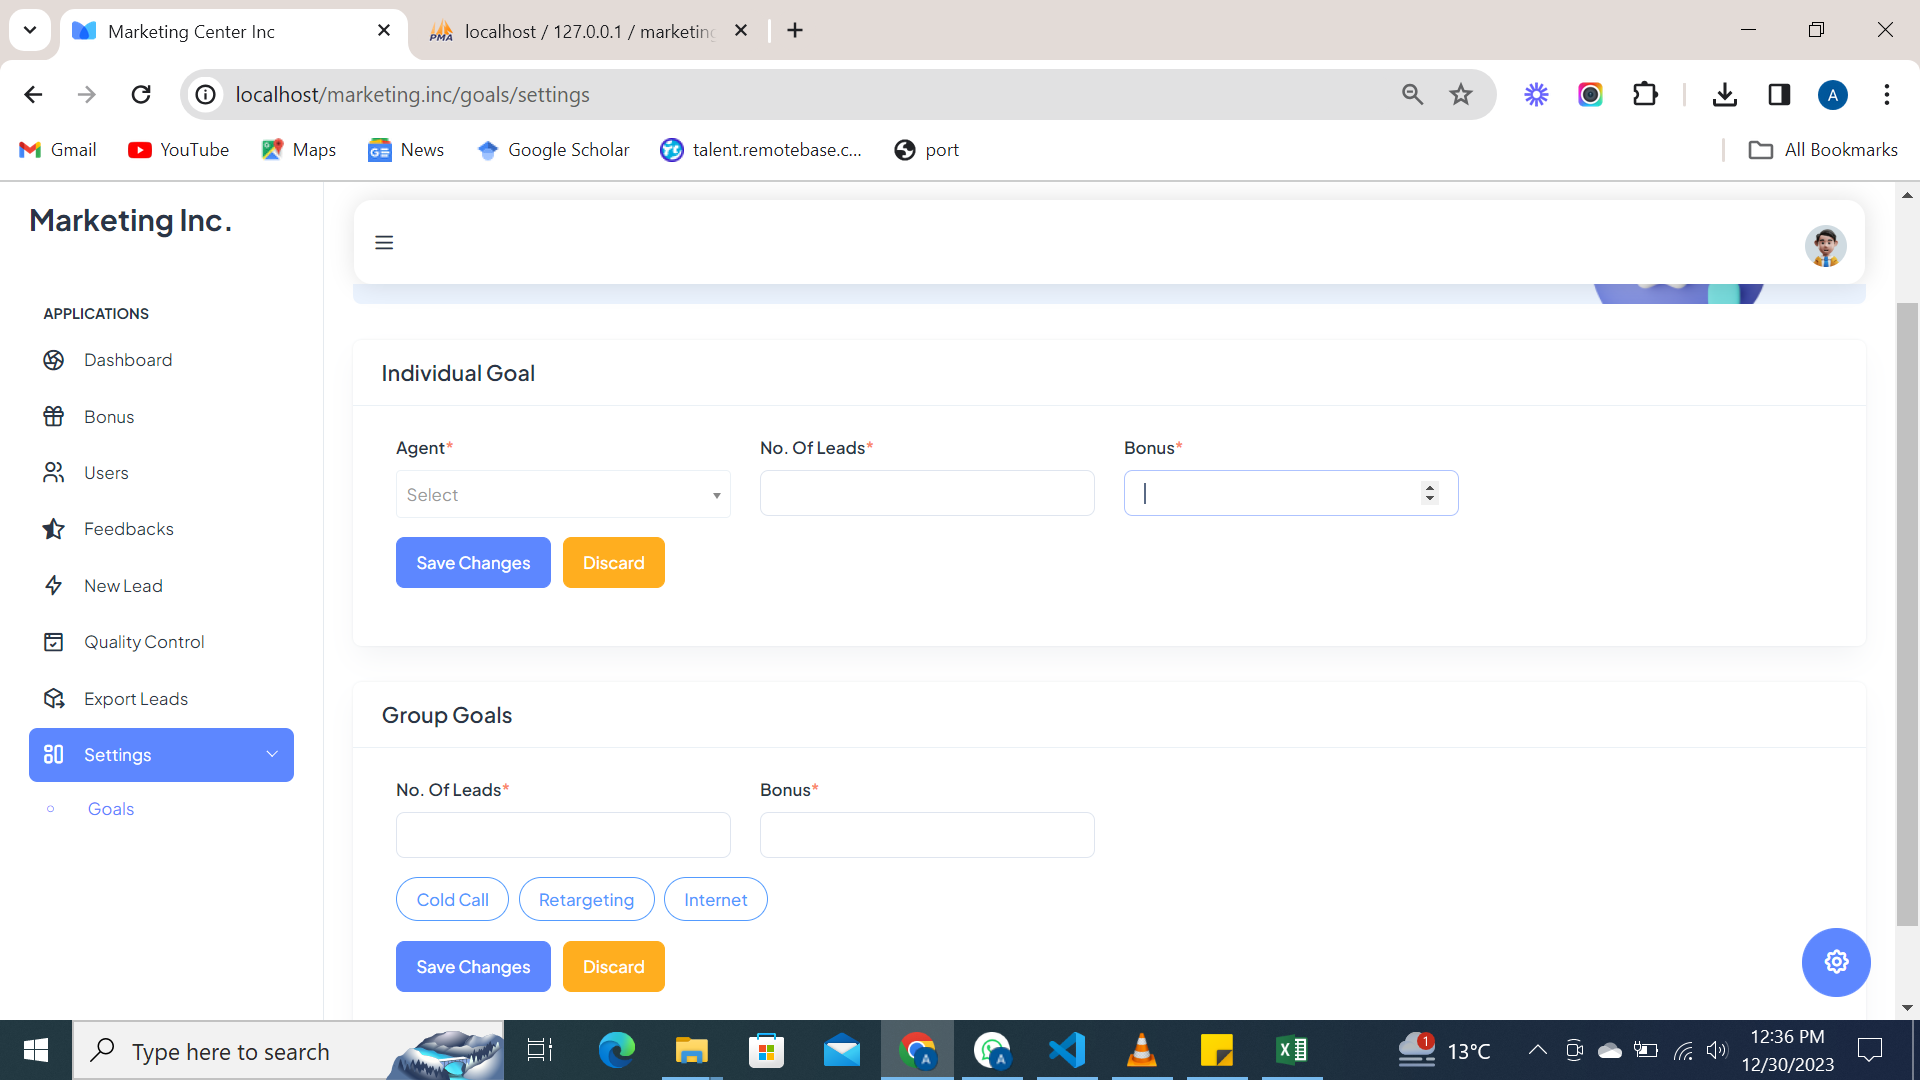 Marketing Center Inc
localhost / 127.0.0.1 / marketing
localhost/marketing.inc/goals/settings
A
Gmail
YouTube
Maps
News
Google Scholar
talent.remotebase.c...
port
All Bookmarks
Marketing Inc.
APPLICATIONS
Dashboard
Bonus
Users
Feedbacks
New Lead
Quality Control
Export Leads
Settings
Goals
Individual Goal
Agent*
No. Of Leads*
Bonus*
Select
Save Changes
Discard
Group Goals
No. Of Leads*
Bonus*
Cold Call
Retargeting
Internet
Save Changes
Discard
Type here to search
A
A
1
13°C
12:36 PM
12/30/2023